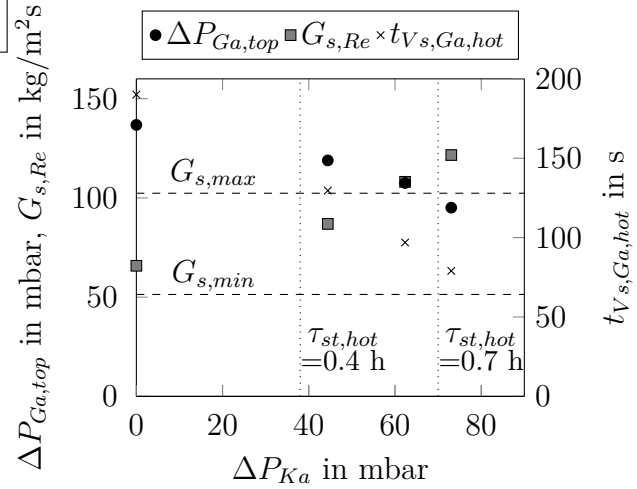 ΔP_{Ga,top} G_{s,Re} t_{Vs,Ga,hot}
ΔP_{Ga,top} in mbar, G_{s,Re} in kg/m²s
150
100
50
0
G_{s,max}
G_{s,min}
τ_{st,hot}
=0.4 h
τ_{st,hot}
=0.7 h
200
150
100
50
0
t_{Vs,Ga,hot} in s
0 20 40 60 80
ΔP_{Ka} in mbar